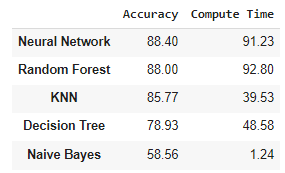 Accuracy Compute Time
Neural Network 88.40 91.23
Random Forest 88.00 92.80
KNN 85.77 39.53
Decision Tree 78.93 48.58
Naive Bayes 58.56 1.24